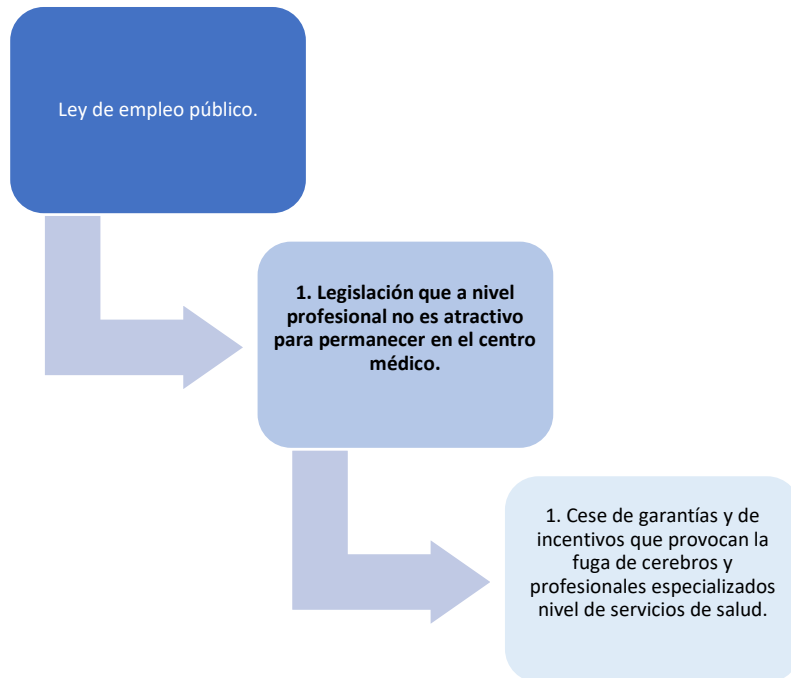 Ley de empleo público.
1. Legislación que a nivel
profesional no es atractivo
para permanecer en el centro
médico.
1. Cese de garantías y de
incentivos que provocan la
fuga de cerebros y
profesionales especializados
nivel de servicios de salud.